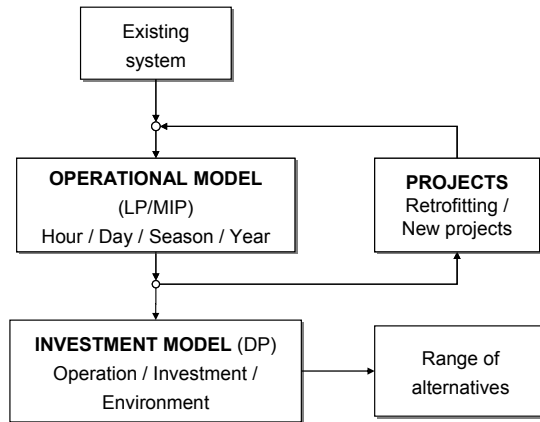 Existing
system
OPERATIONAL MODEL
(LP/MIP)
Hour / Day / Season / Year
PROJECTS
Retrofitting /
New projects
INVESTMENT MODEL (DP)
Operation / Investment /
Environment
Range of
alternatives